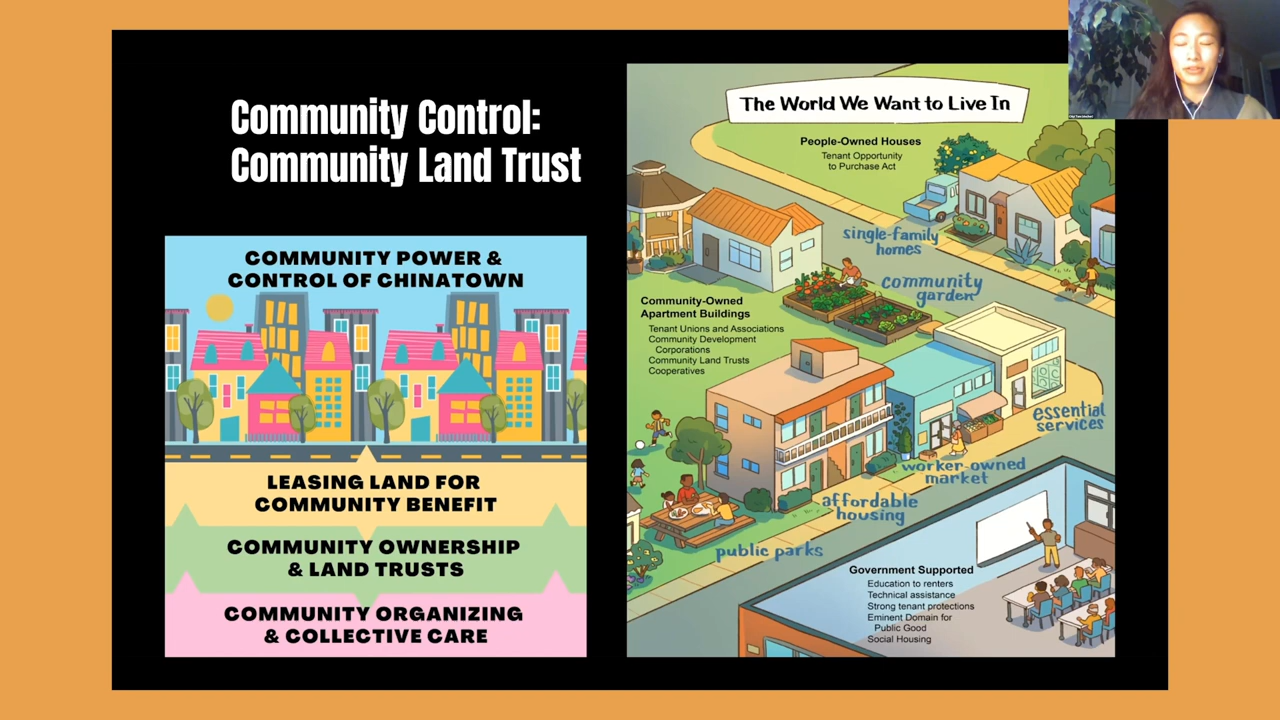 Community Control:
Community Land Trust
COMMUNITY POWER &
CONTROL OF CHINATOWN
LEASING LAND FOR
COMMUNITY BENEFIT
COMMUNITY OWNERSHIP
& LAND TRUSTS
COMMUNITY ORGANIZING
& COLLECTIVE CARE
The World We Want to Live In
People-Owned Houses
Tenant Opportunity
to Purchase Act
single-family
homes
community
garden
Community-Owned
Apartment Buildings
Tenant Unions and Associations
Community Development
Corporations
Community Land Trusts
Cooperatives
essential
services
worker-owned
market
affordable
housing
public parks
Government Supported
Education to renters
Technical assistance
Strong tenant protections
Eminent Domain for
Public Good
Social Housing